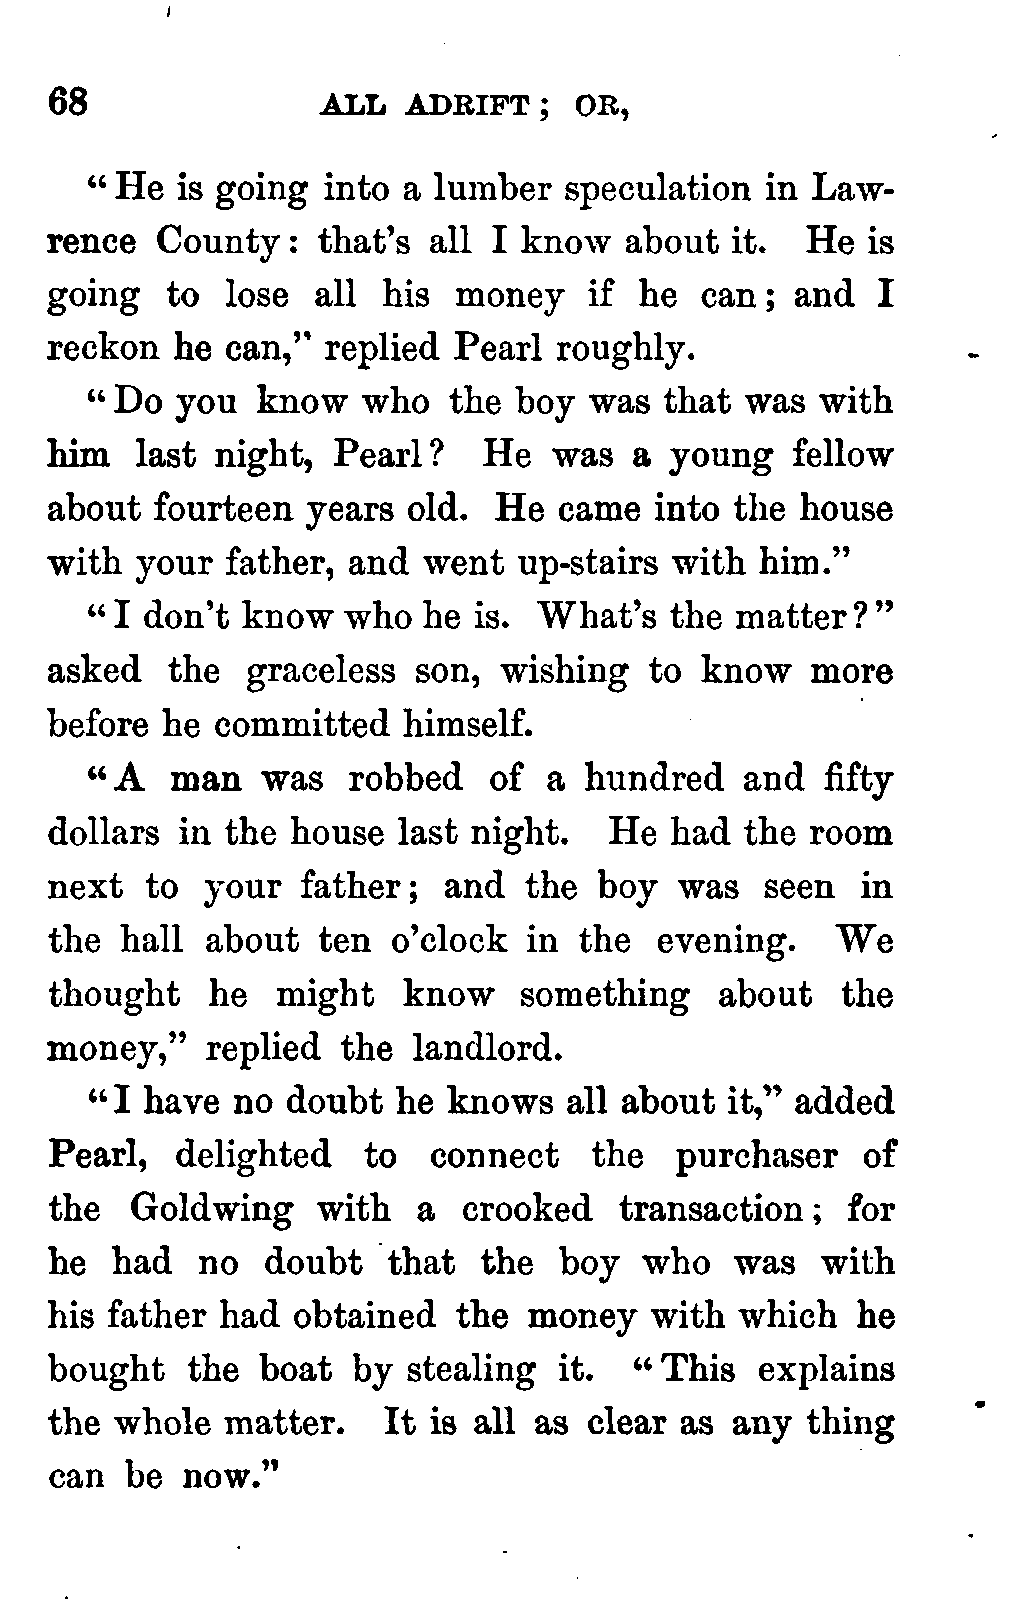 68 ALL ADRIFT; OR,
"He is going into a lumber speculation in Law-
rence County: that's all I know about it. He is
going to lose all his money if he can; and I
reckon he can," replied Pearl roughly.
"Do you know who the boy was that was with
him last night, Pearl? He was a young fellow
about fourteen years old. He came into the house
with your father, and went up-stairs with him."
"I don't know who he is. What's the matter?"
asked the graceless son, wishing to know more
before he committed himself.
"A man was robbed of a hundred and fifty
dollars in the house last night. He had the room
next to your father; and the boy was seen in
the hall about ten o'clock in the evening. We
thought he might know something about the
money," replied the landlord.
"I have no doubt he knows all about it," added
Pearl, delighted to connect the purchaser of
the Goldwing with a crooked transaction; for
he had no doubt that the boy who was with
his father had obtained the money with which he
bought the boat by stealing it. "This explains
the whole matter. It is all as clear as any thing
can be now."